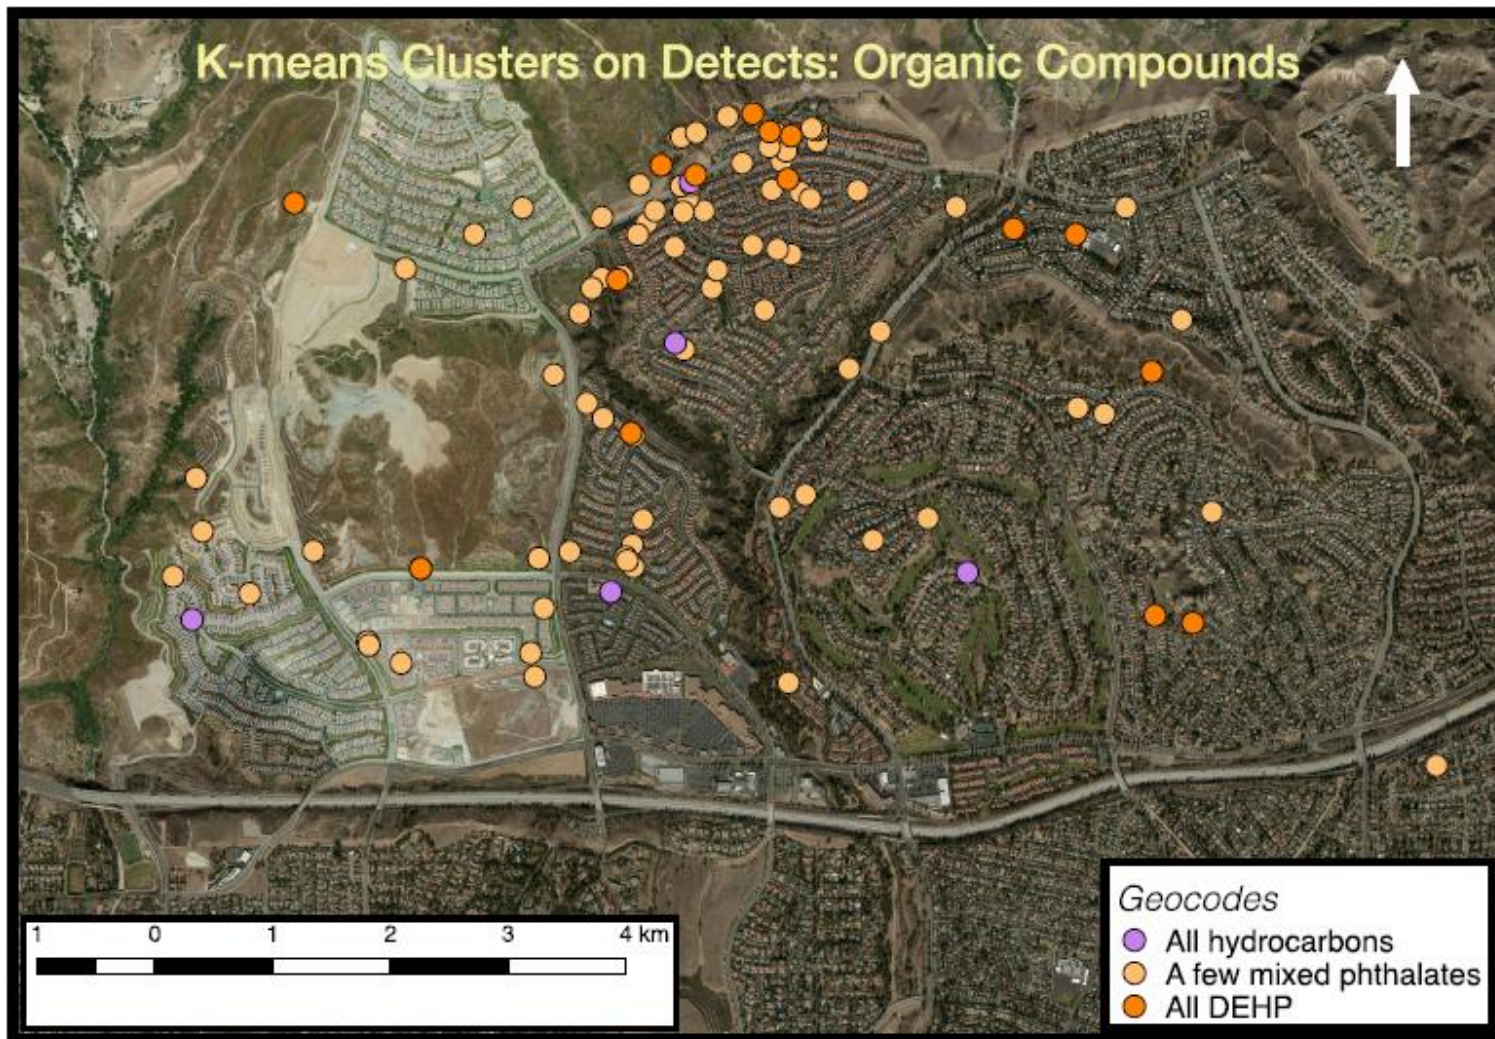 K-means Clusters on Detects: Organic Compounds
1 0 1 2 3 4 km
Geocodes
All hydrocarbons
A few mixed phthalates
All DEHP